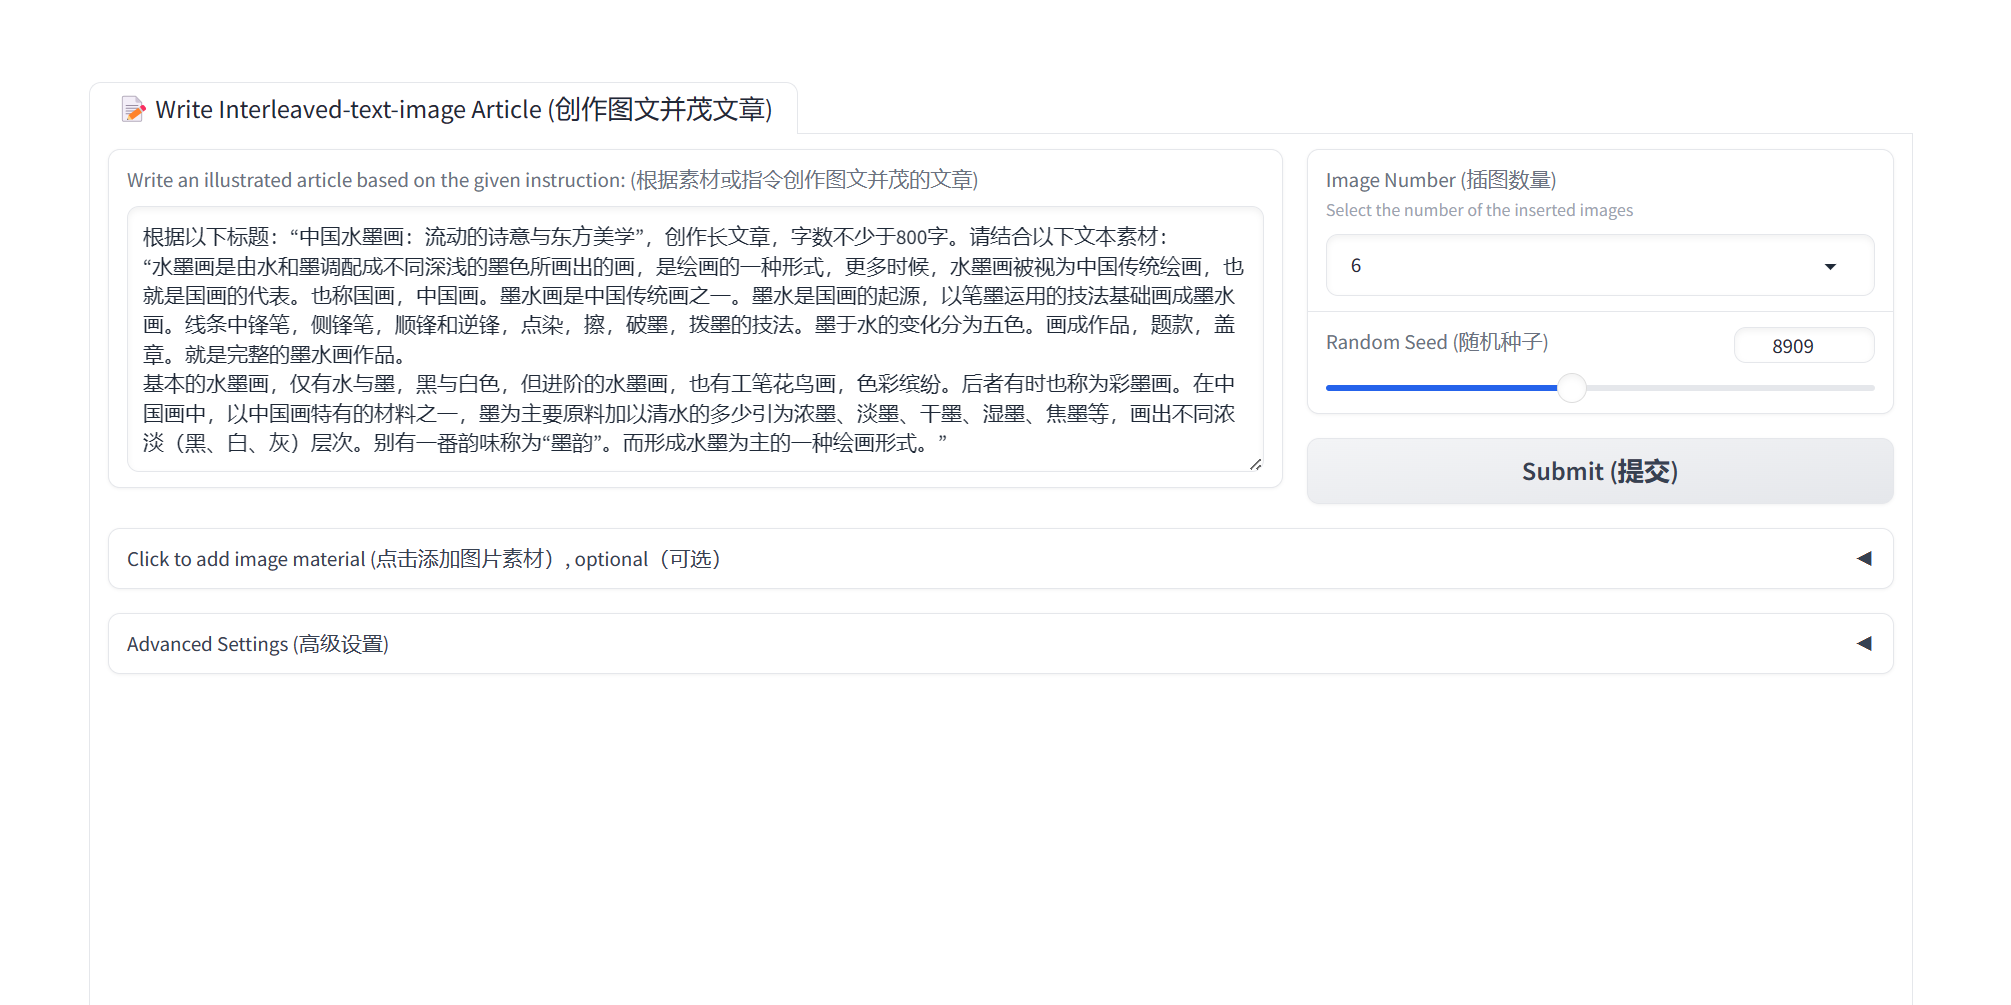 📝 Write Interleaved-text-image Article (创作图文并茂文章)
Write an illustrated article based on the given instruction: (根据素材或指令创作图文并茂的文章)
根据以下标题：“中国水墨画：流动的诗意与东方美学”，创作长文章，字数不少于800字。请结合以下文本素材：
“水墨画是由水和墨调配成不同深浅的墨色所画出的画，是绘画的一种形式，更多时候，水墨画被视为中国传统绘画，也
就是国画的代表。也称国画，中国画。墨水画是中国传统画之一。墨水是国画的起源，以笔墨运用的技法基础画成墨水
画。线条中锋笔，侧锋笔，顺锋和逆锋，点染，擦，破墨，拨墨的技法。墨于水的变化分为五色。画成作品，题款，盖
章。就是完整的墨水画作品。
基本的水墨画，仅有水与墨，黑与白色，但进阶的水墨画，也有工笔花鸟画，色彩缤纷。后者有时也称为彩墨画。在中
国画中，以中国画特有的材料之一，墨为主要原料加以清水的多少引为浓墨、淡墨、干墨、湿墨、焦墨等，画出不同浓
淡（黑、白、灰）层次。别有一番韵味称为“墨韵”。而形成水墨为主的一种绘画形式。”
Image Number (插图数量)
Select the number of the inserted images
6
Random Seed (随机种子)
8909
Submit (提交)
Click to add image material (点击添加图片素材）, optional（可选）
Advanced Settings (高级设置)